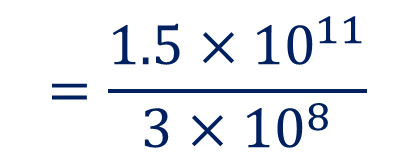 = 1.5 × 10¹¹
3 × 10⁸